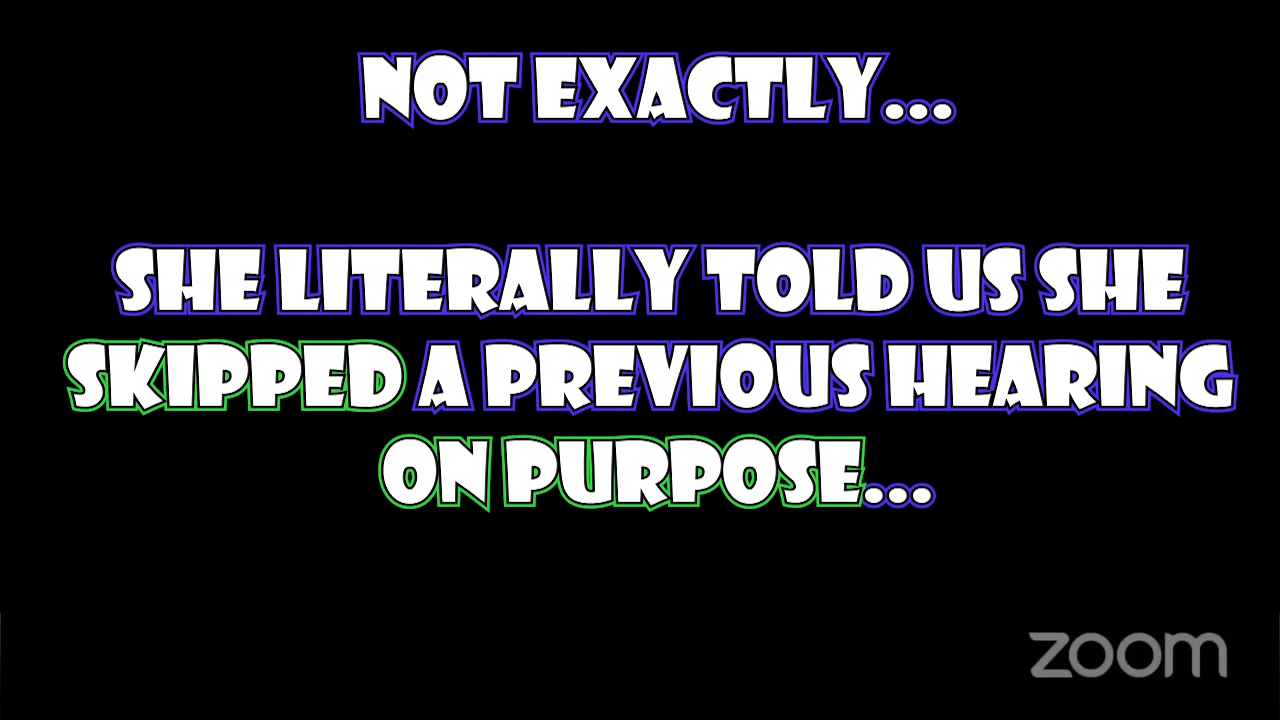 NOT EXACTLY...
SHE LITERALLY TOLD US SHE
SKIPPED A PREVIOUS HEARING
ON PURPOSE...
zoom